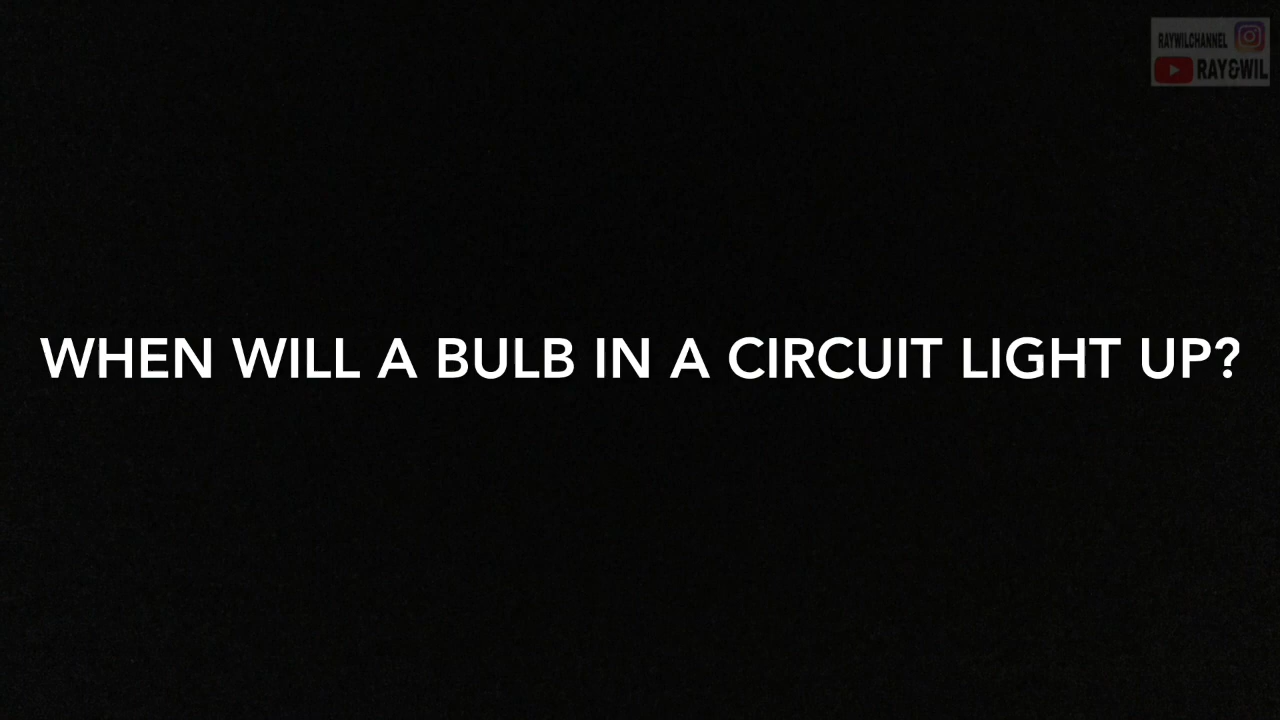 RAYWILCHANNEL
RAY&WIL
WHEN WILL A BULB IN A CIRCUIT LIGHT UP?